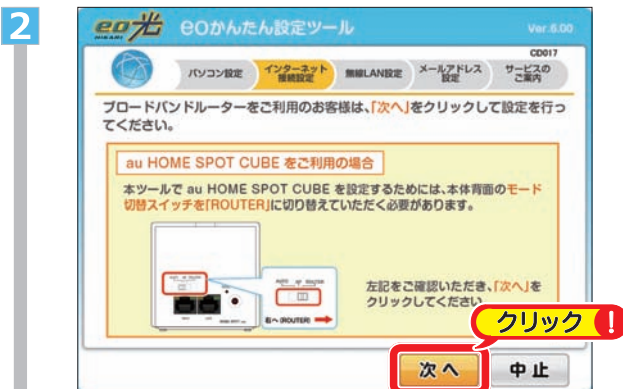 2
eo光 eoかんたん設定ツール Ver.6.00
HIKARI
CD017
パソコン設定 インターネット接続設定 無線LAN設定 メールアドレス設定 サービスのご案内
ブロードバンドルーターをご利用のお客様は、「次へ」をクリックして設定を行っ
てください。
au HOME SPOT CUBE をご利用の場合
本ツールで au HOME SPOT CUBE を設定するためには、本体背面のモード
切替スイッチを「ROUTER」に切り替えていただく必要があります。
AUTO AP ROUTER
AUTO AP ROUTER
右へ(ROUTER)
左記をご確認いただき、「次へ」を
クリックしてください
クリック!
次へ 中止